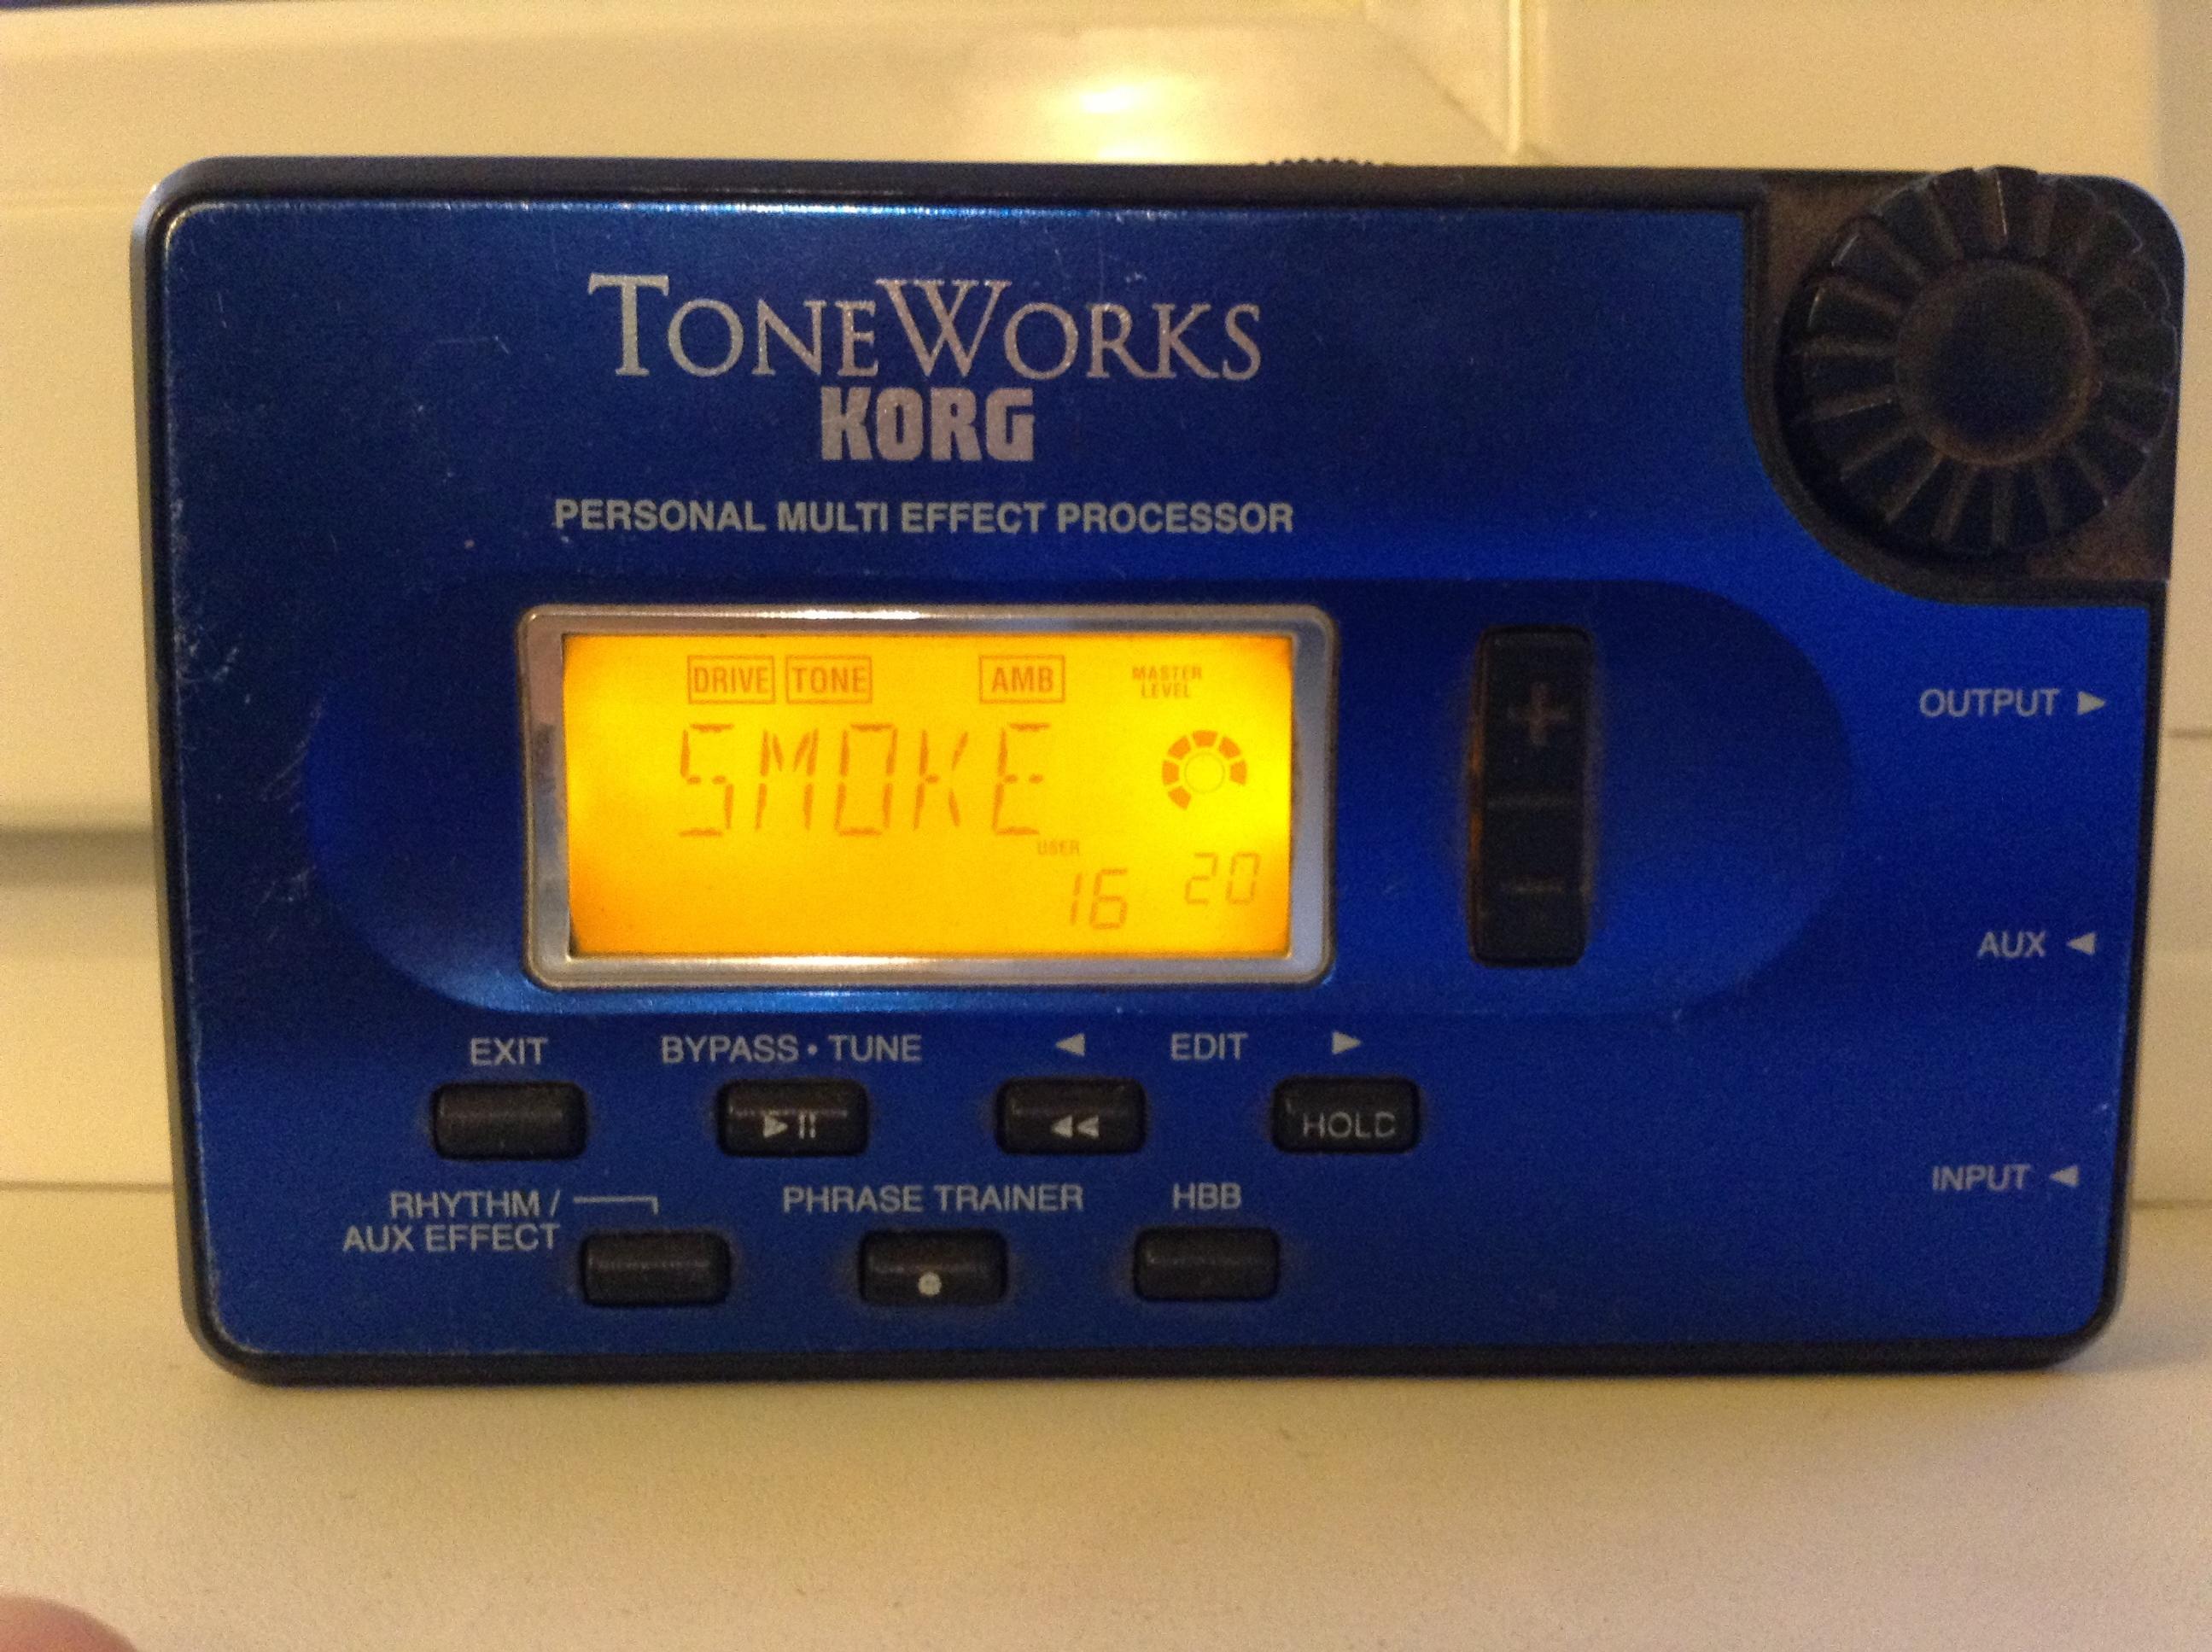 TONEWORKS
KORG
PERSONAL MULTI EFFECT PROCESSOR
DRIVE TONE AMB MASTER LEVEL
SMOKE
USER
16 20
+
-
OUTPUT ▶
AUX ◀
INPUT ◀
EXIT BYPASS • TUNE ◀ EDIT ▶
▶II ◀◀ HOLD
RHYTHM / AUX EFFECT PHRASE TRAINER HBB
●